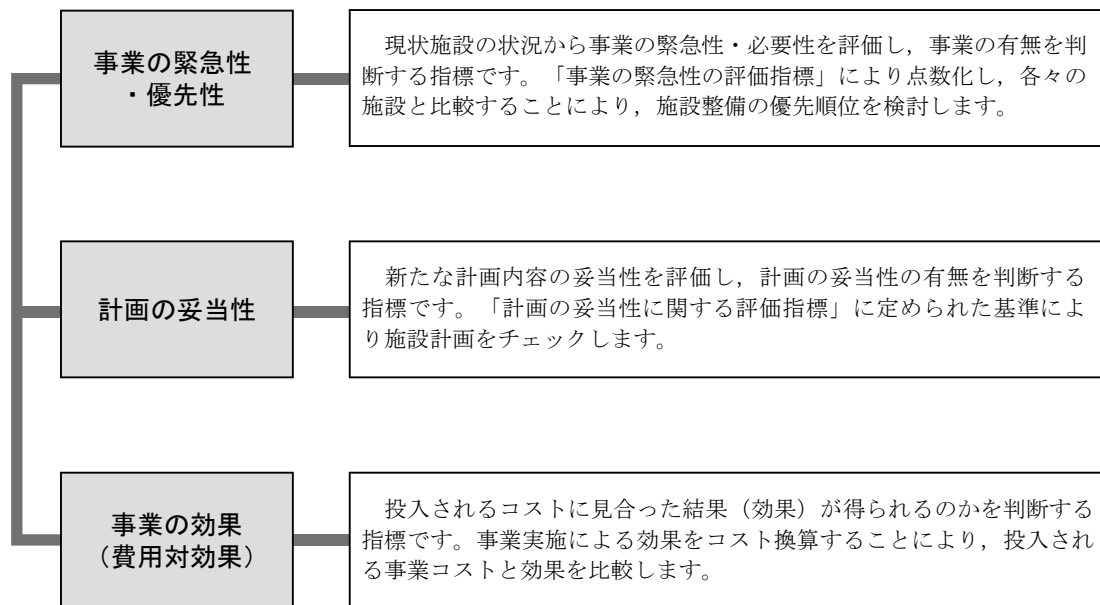 事業の緊急性
・優先性
現状施設の状況から事業の緊急性・必要性を評価し，事業の有無を判
断する指標です。「事業の緊急性の評価指標」により点数化し，各々の
施設と比較することにより，施設整備の優先順位を検討します。
計画の妥当性
新たな計画内容の妥当性を評価し，計画の妥当性の有無を判断する
指標です。「計画の妥当性に関する評価指標」に定められた基準によ
り施設計画をチェックします。
事業の効果
（費用対効果）
投入されるコストに見合った結果（効果）が得られるのかを判断する
指標です。事業実施による効果をコスト換算することにより，投入され
る事業コストと効果を比較します。